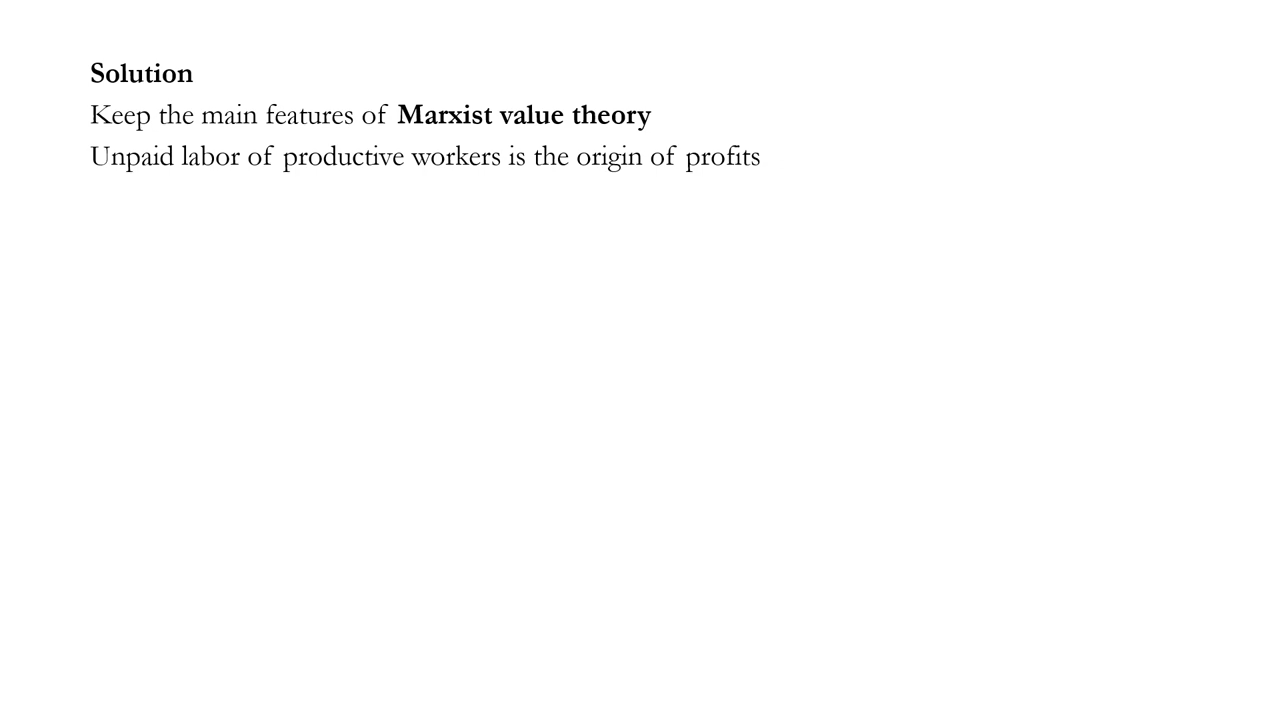 Solution
Keep the main features of Marxist value theory
Unpaid labor of productive workers is the origin of profits